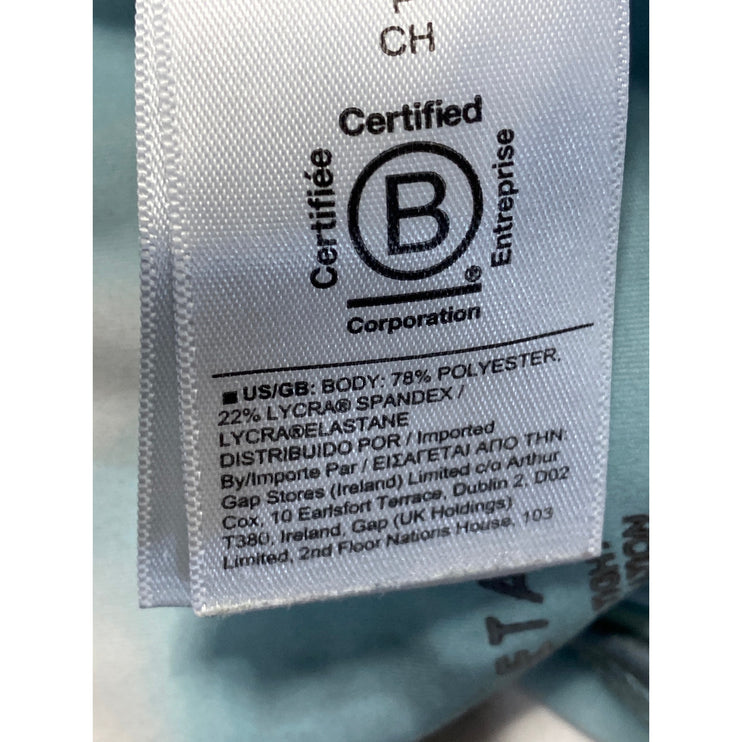 CH
Certified
Certifiée
B
Entreprise
®
Corporation
■ US/GB: BODY: 78% POLYESTER.
22% LYCRA® SPANDEX /
LYCRA®ELASTANE
DISTRIBUIDO POR / Imported
By/Importe Par / ΕΙΣΑΓΕΤΑΙ ΑΠΟ ΤΗΝ:
Gap Stores (Ireland) Limited c/o Arthur
Cox, 10 Earlsfort Terrace, Dublin 2, D02
T380, Ireland, Gap (UK Holdings)
Limited, 2nd Floor Nations House, 103